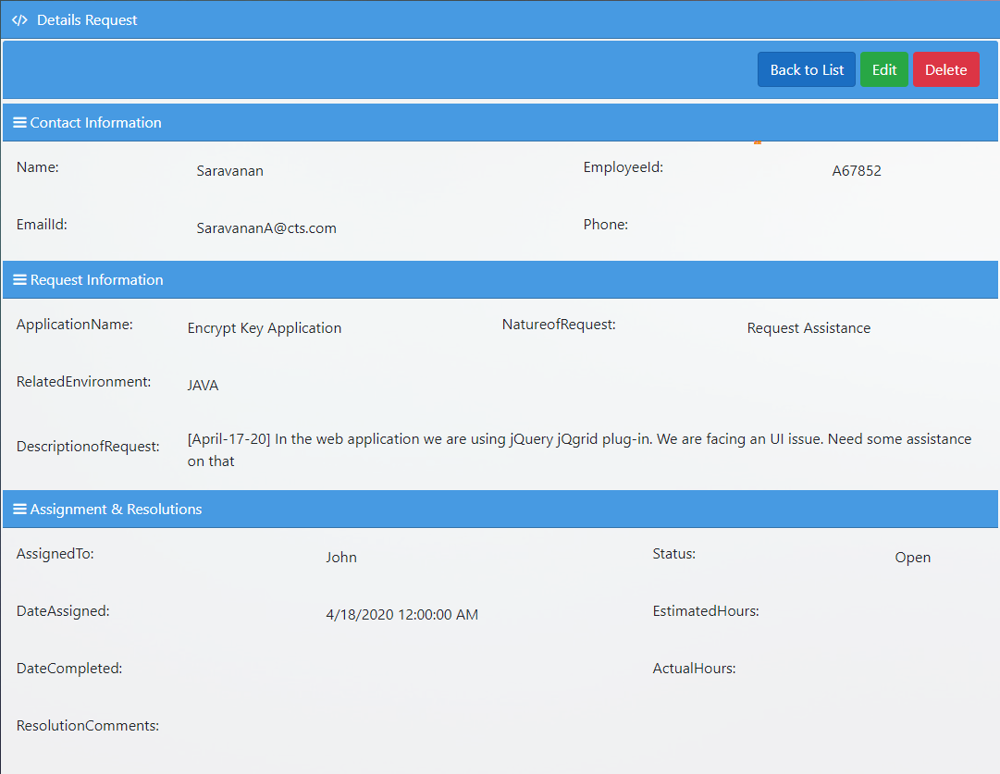 </> Details Request
Back to List Edit Delete
Contact Information
Name: Saravanan EmployeeId: A67852
EmailId: SaravananA@cts.com Phone:
Request Information
ApplicationName: Encrypt Key Application NatureofRequest: Request Assistance
RelatedEnvironment: JAVA
DescriptionofRequest: [April-17-20] In the web application we are using jQuery jQgrid plug-in. We are facing an UI issue. Need some assistance
on that
Assignment & Resolutions
AssignedTo: John Status: Open
DateAssigned: 4/18/2020 12:00:00 AM EstimatedHours:
DateCompleted: ActualHours:
ResolutionComments: